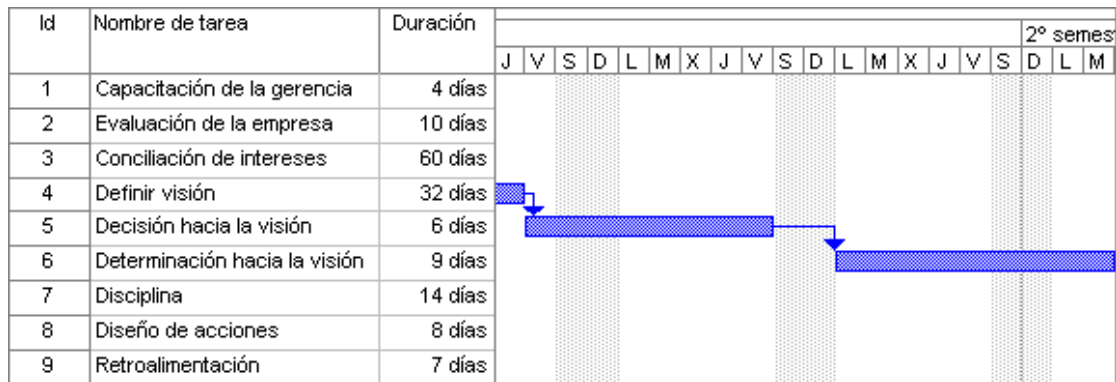 Id Nombre de tarea Duración
2º semes
J V S D L M X J V S D L M X J V S D L M
1 Capacitación de la gerencia 4 días
2 Evaluación de la empresa 10 días
3 Conciliación de intereses 60 días
4 Definir visión 32 días
5 Decisión hacia la visión 6 días
6 Determinación hacia la visión 9 días
7 Disciplina 14 días
8 Diseño de acciones 8 días
9 Retroalimentación 7 días